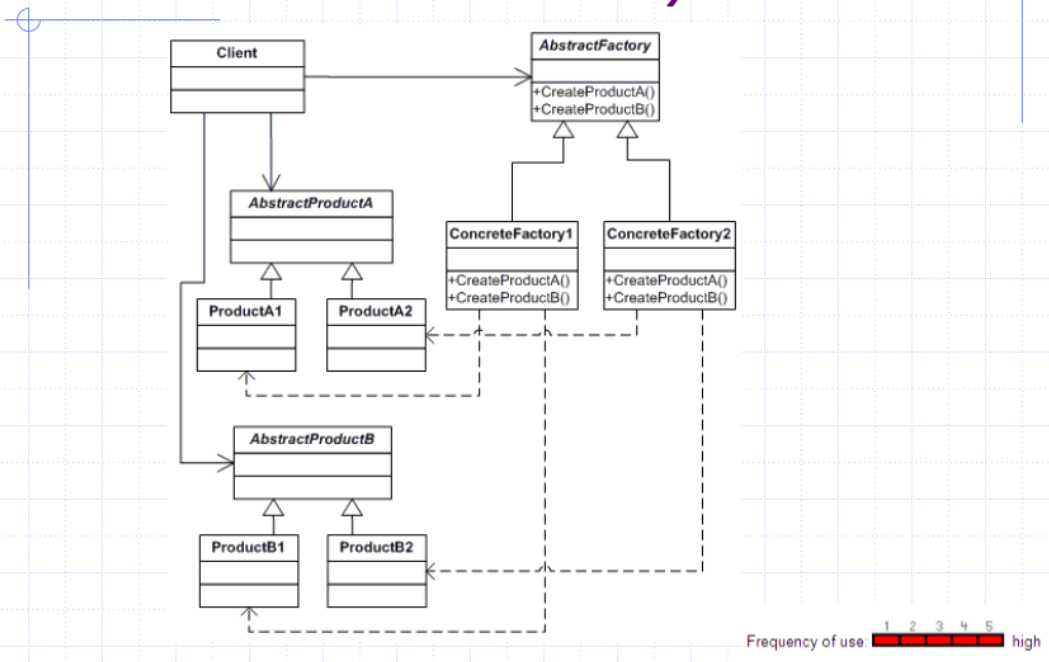 Client
AbstractFactory
+CreateProductA()
+CreateProductB()
AbstractProductA
ConcreteFactory1
+CreateProductA()
+CreateProductB()
ConcreteFactory2
+CreateProductA()
+CreateProductB()
ProductA1
ProductA2
AbstractProductB
ProductB1
ProductB2
1 2 3 4 5
Frequency of use: high